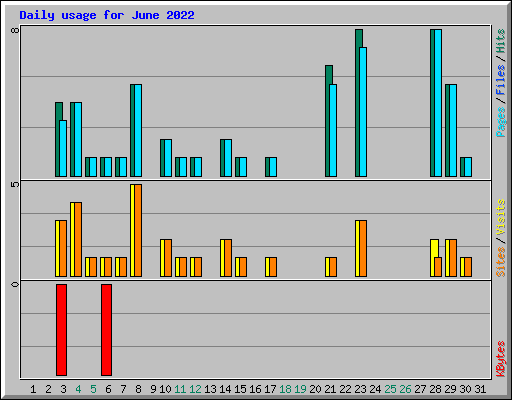 Daily usage for June 2022
8
Pages / Files / Hits
5
Sites / Visits
0
KBytes
1 2 3 4 5 6 7 8 9 10 11 12 13 14 15 16 17 18 19 20 21 22 23 24 25 26 27 28 29 30 31